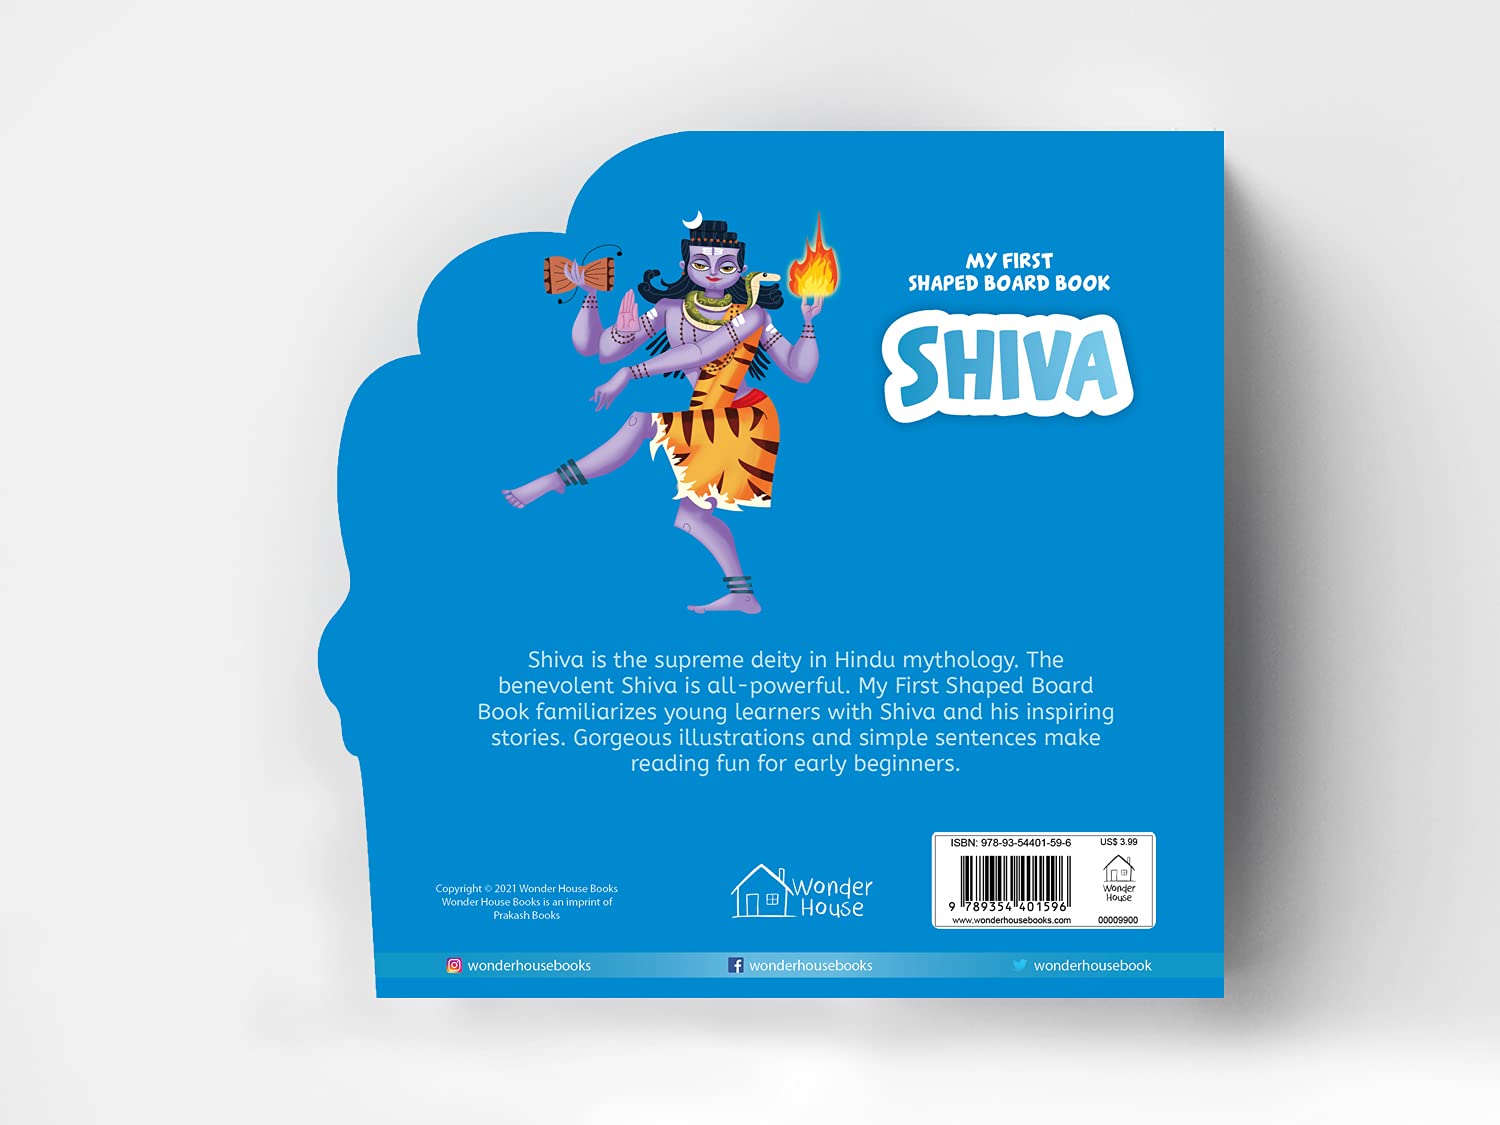 MY FIRST
SHAPED BOARD BOOK
SHIVA
Shiva is the supreme deity in Hindu mythology. The
benevolent Shiva is all-powerful. My First Shaped Board
Book familiarizes young learners with Shiva and his inspiring
stories. Gorgeous illustrations and simple sentences make
reading fun for early beginners.
Copyright © 2021 Wonder House Books
Wonder House Books is an imprint of
Prakash Books
Wonder
House
ISBN: 978-93-54401-59-6
US$ 3.99
Wonder
House
9 789354 401596
www.wonderhousebooks.com
00009900
wonderhousebooks
wonderhousebooks
wonderhousebook